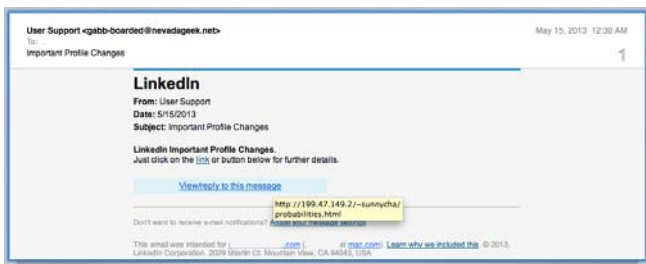 User Support <gabb-boarded@nevadageek.net>
May 15, 2013 12:30 AM
To:
Important Profile Changes
1
LinkedIn
From: User Support
Date: 5/15/2013
Subject: Important Profile Changes
LinkedIn Important Profile Changes.
Just click on the link or button below for further details.
View/reply to this message
http://199.47.149.2/~sunnycha/
probabilities.html
Don't want to receive e-mail notifications? Adjust your message settings
This email was intended for .com ( at mac.com). Learn why we included this. © 2013,
LinkedIn Corporation. 2029 Stierlin Ct. Mountain View, CA 94043, USA